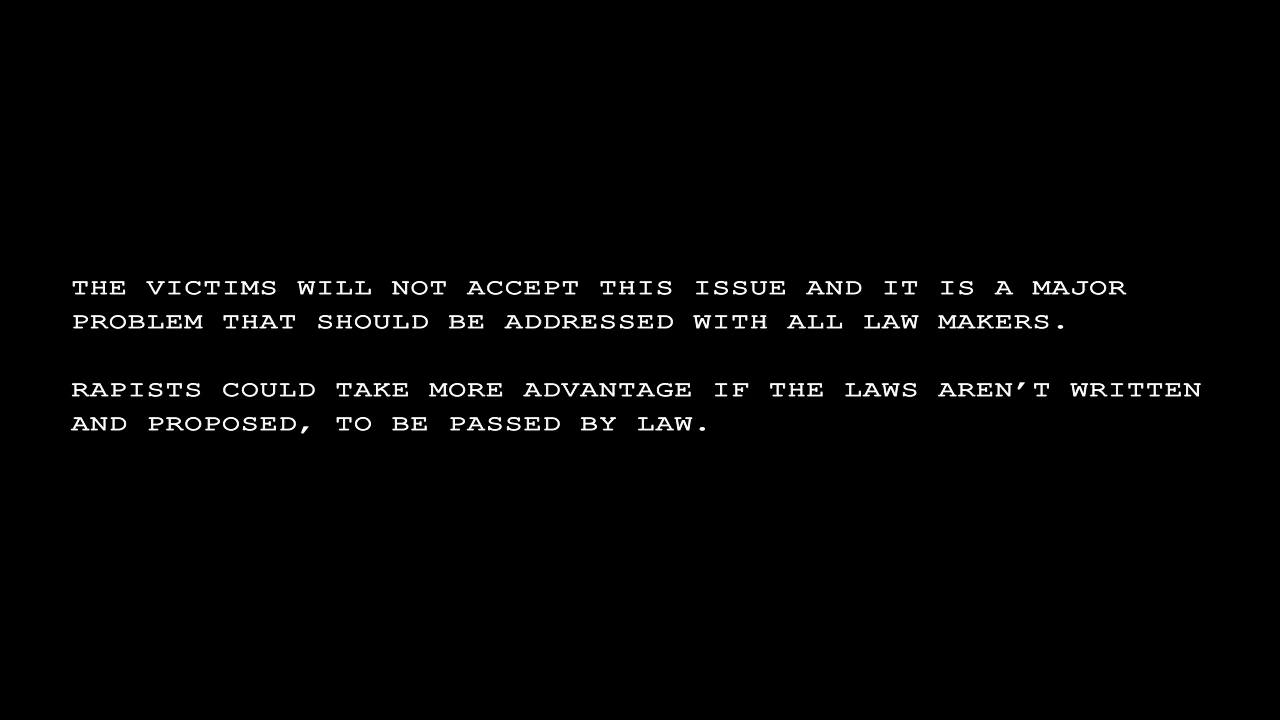 THE VICTIMS WILL NOT ACCEPT THIS ISSUE AND IT IS A MAJOR
PROBLEM THAT SHOULD BE ADDRESSED WITH ALL LAW MAKERS.
RAPISTS COULD TAKE MORE ADVANTAGE IF THE LAWS AREN’T WRITTEN
AND PROPOSED, TO BE PASSED BY LAW.